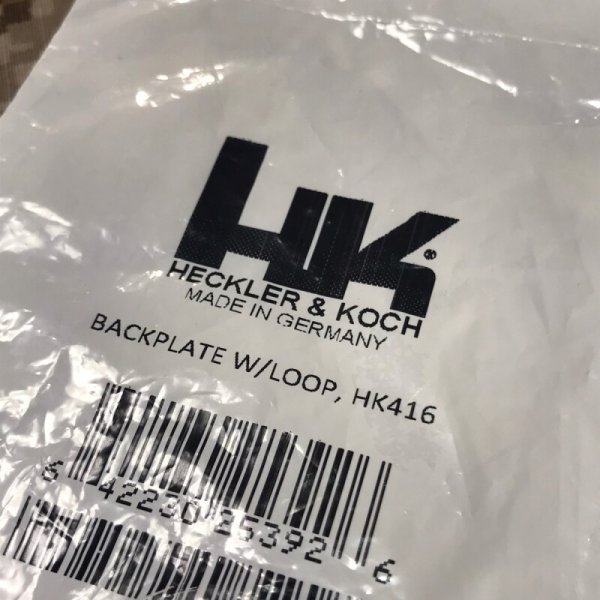 HK®
HECKLER & KOCH
MADE IN GERMANY
BACKPLATE W/LOOP, HK416
6 42230 25392 6